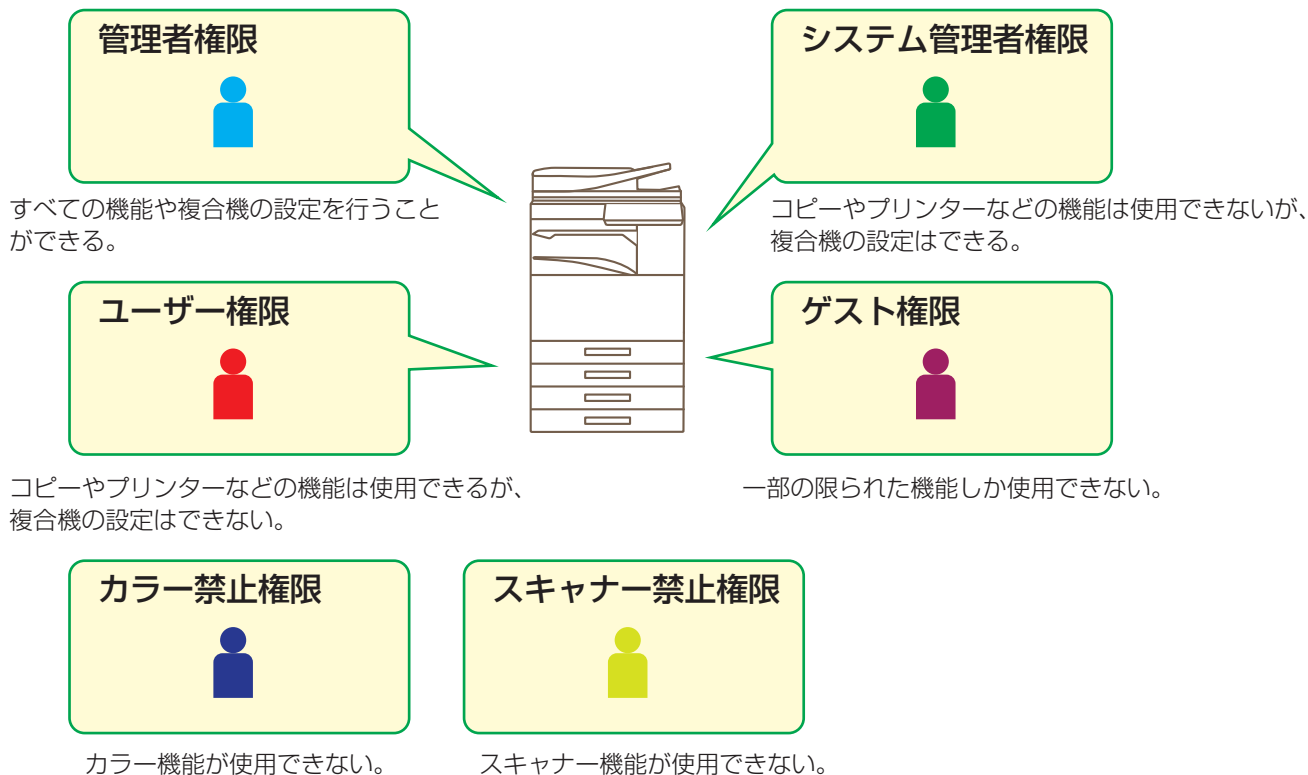 管理者権限
すべての機能や複合機の設定を行うこと
ができる。
システム管理者権限
コピーやプリンターなどの機能は使用できないが、
複合機の設定はできる。
ユーザー権限
コピーやプリンターなどの機能は使用できるが、
複合機の設定はできない。
ゲスト権限
一部の限られた機能しか使用できない。
カラー禁止権限
カラー機能が使用できない。
スキャナー禁止権限
スキャナー機能が使用できない。